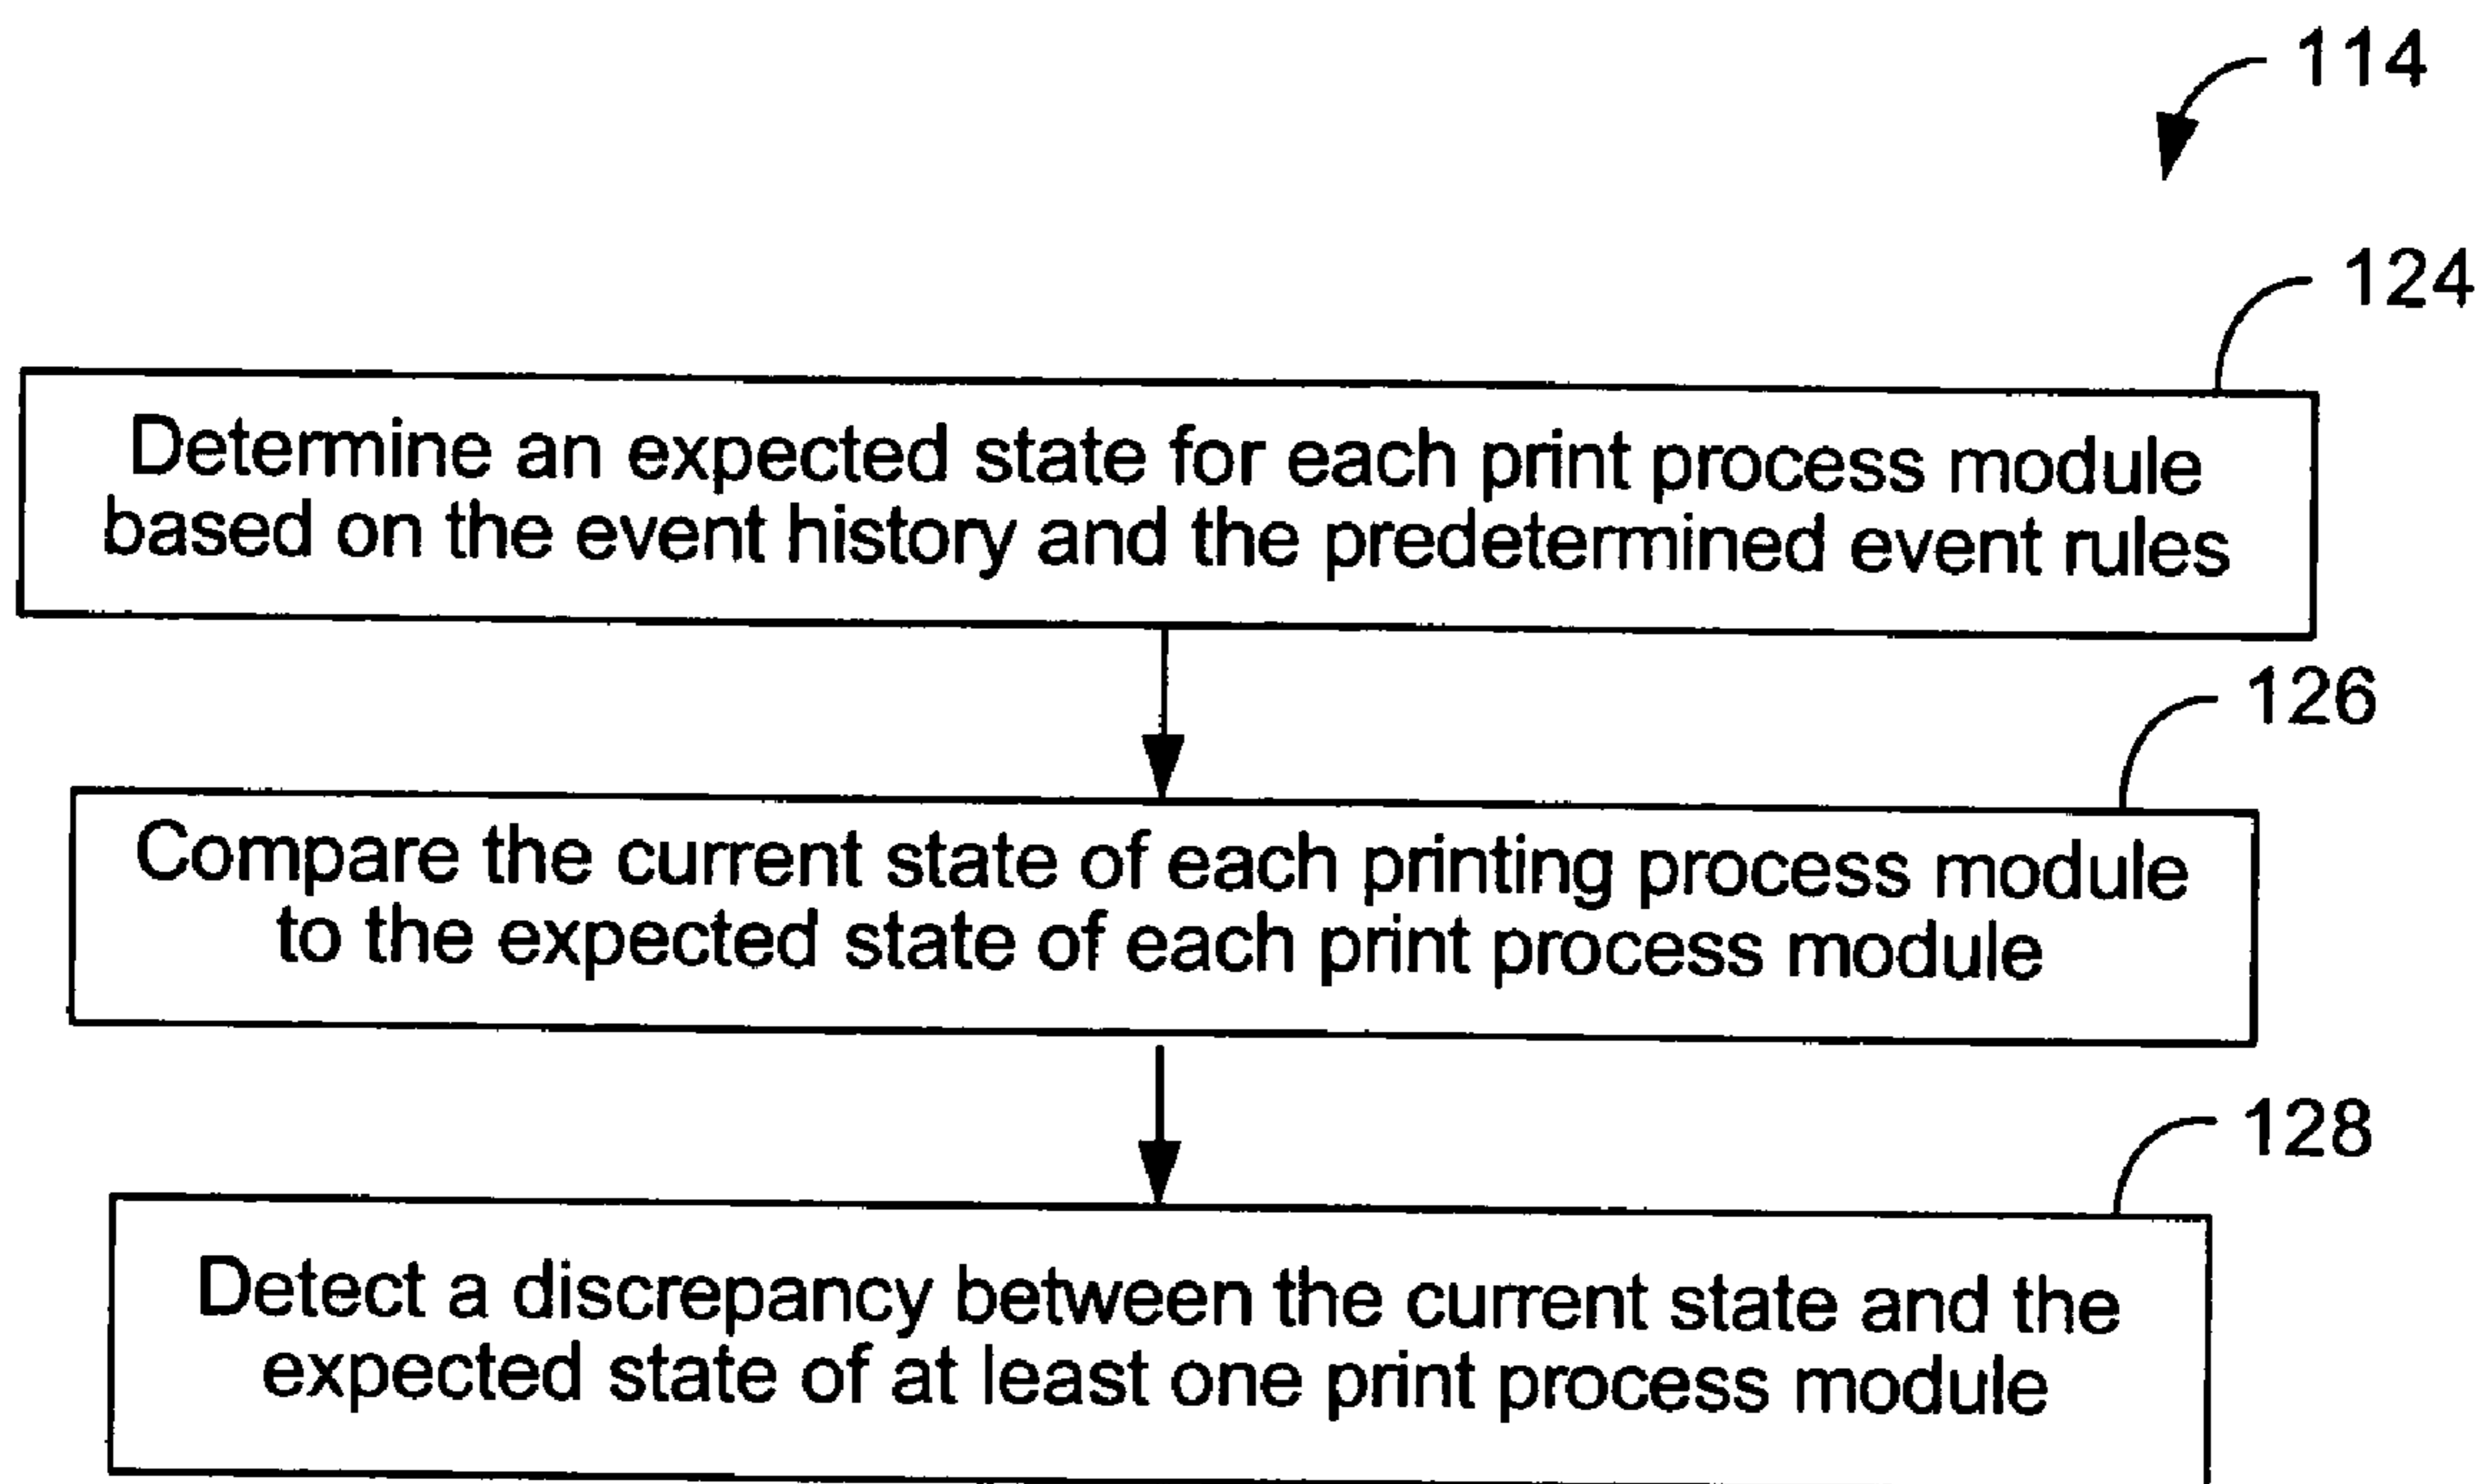 114
124
Determine an expected state for each print process module
based on the event history and the predetermined event rules
126
Compare the current state of each printing process module
to the expected state of each print process module
128
Detect a discrepancy between the current state and the
expected state of at least one print process module